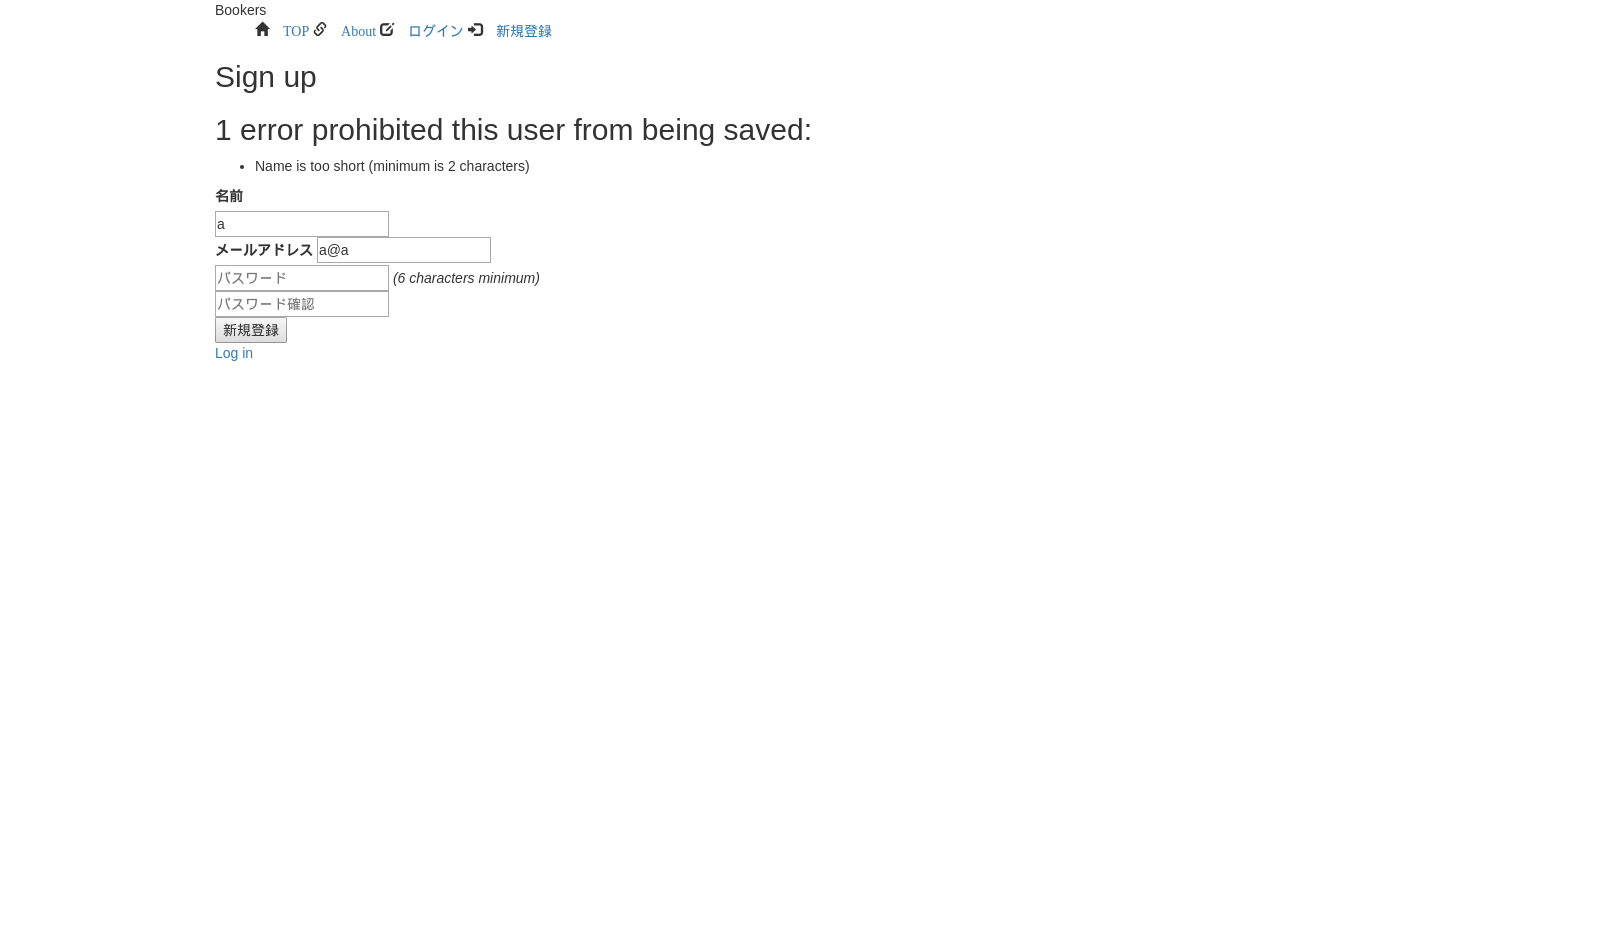 Bookers
TOP About ログイン 新規登録
Sign up
1 error prohibited this user from being saved:
Name is too short (minimum is 2 characters)
名前
a
メールアドレス a@a
パスワード (6 characters minimum)
パスワード確認
新規登録
Log in